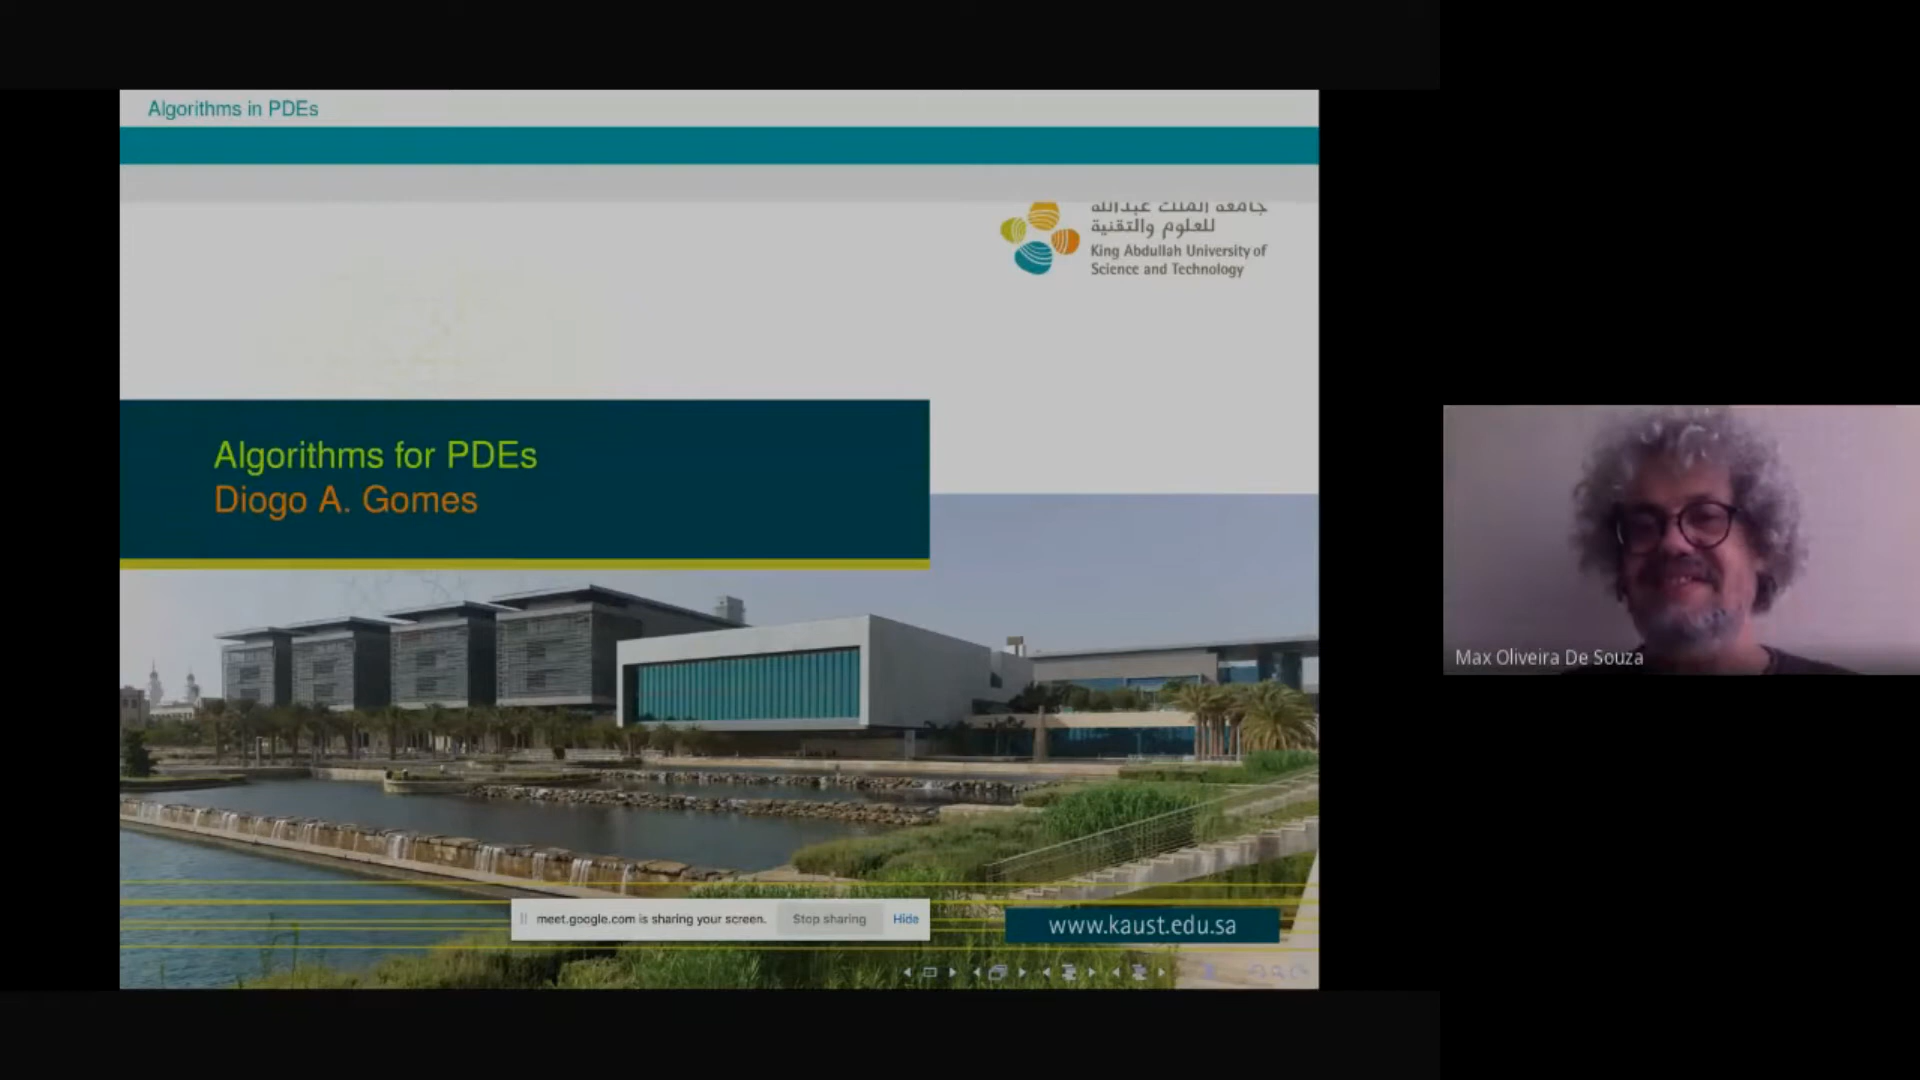 Algorithms in PDEs
جامعة الملك عبدالله
للعلوم والتقنية
King Abdullah University of
Science and Technology
Algorithms for PDEs
Diogo A. Gomes
Max Oliveira De Souza
meet.google.com is sharing your screen. Stop sharing Hide
www.kaust.edu.sa